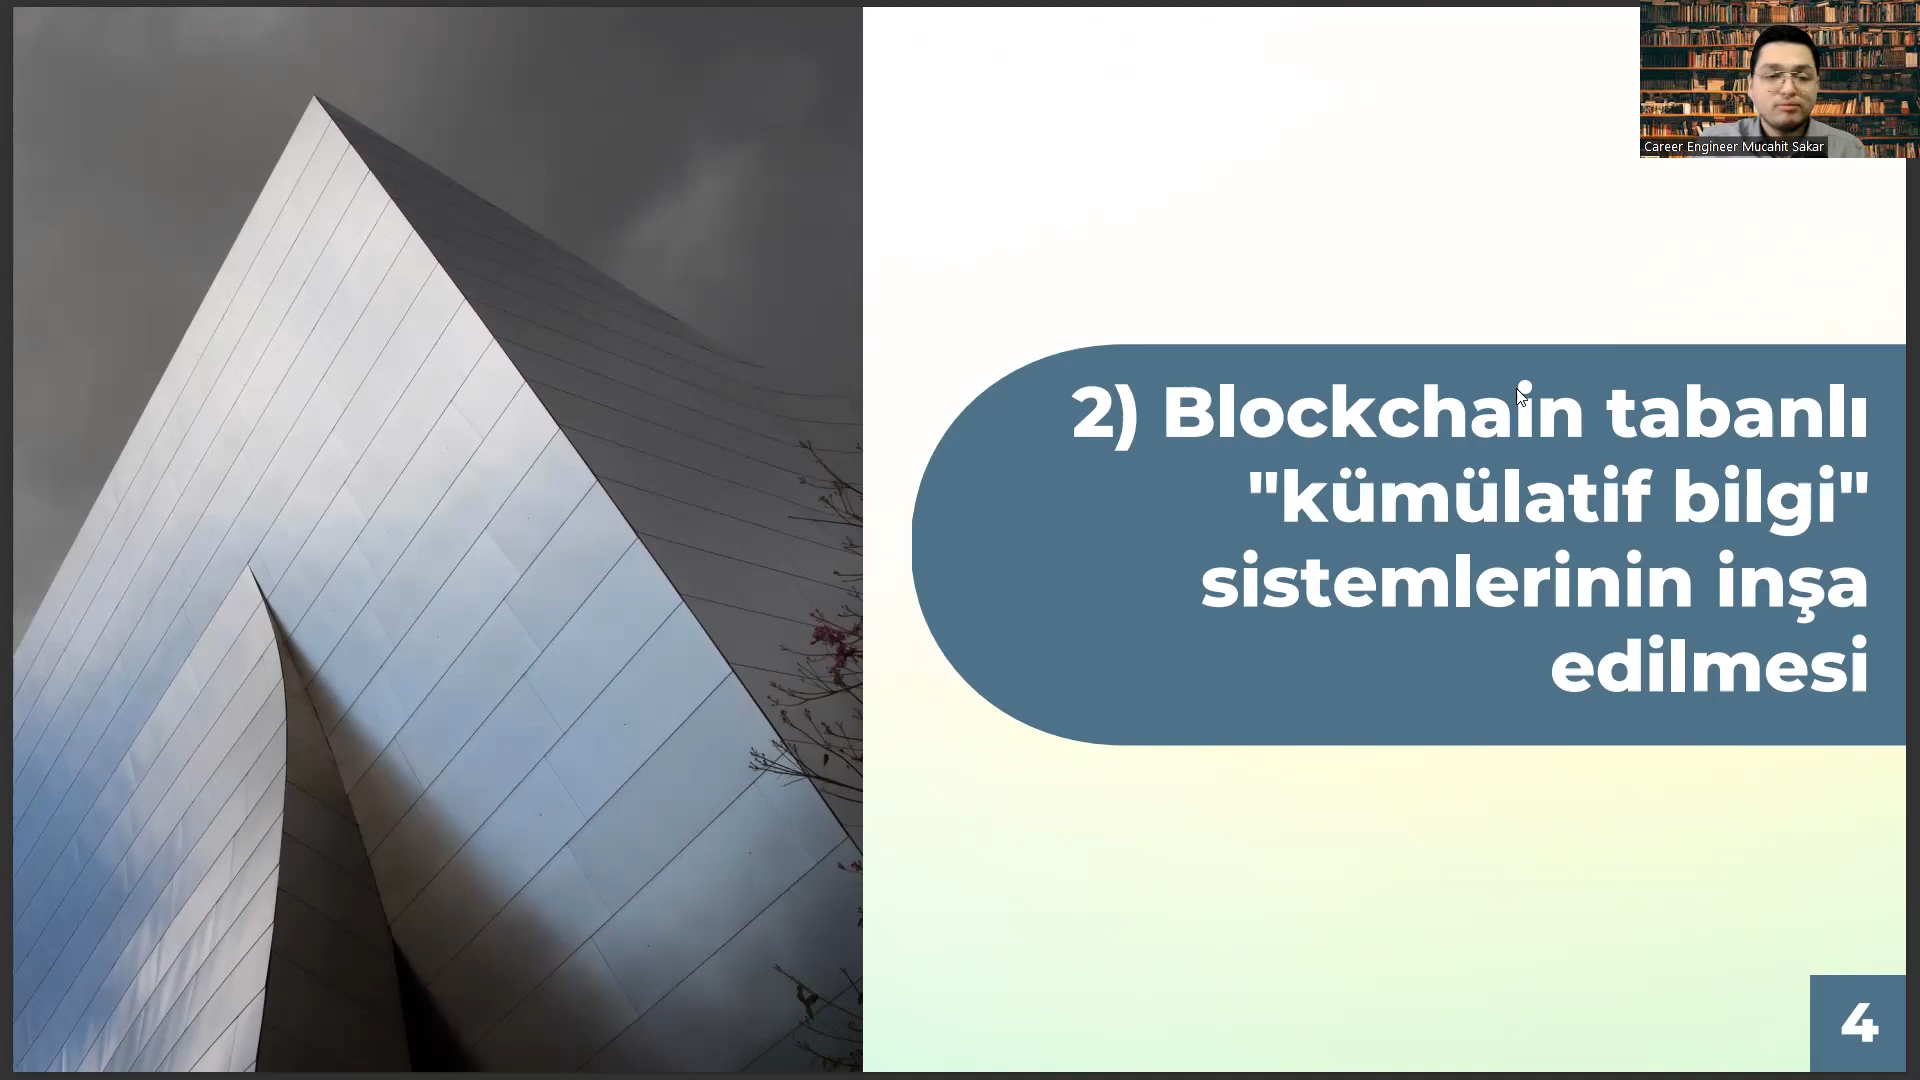 Career Engineer Mucahit Sakar
2) Blockchain tabanlı
"kümülatif bilgi"
sistemlerinin inşa
edilmesi
4